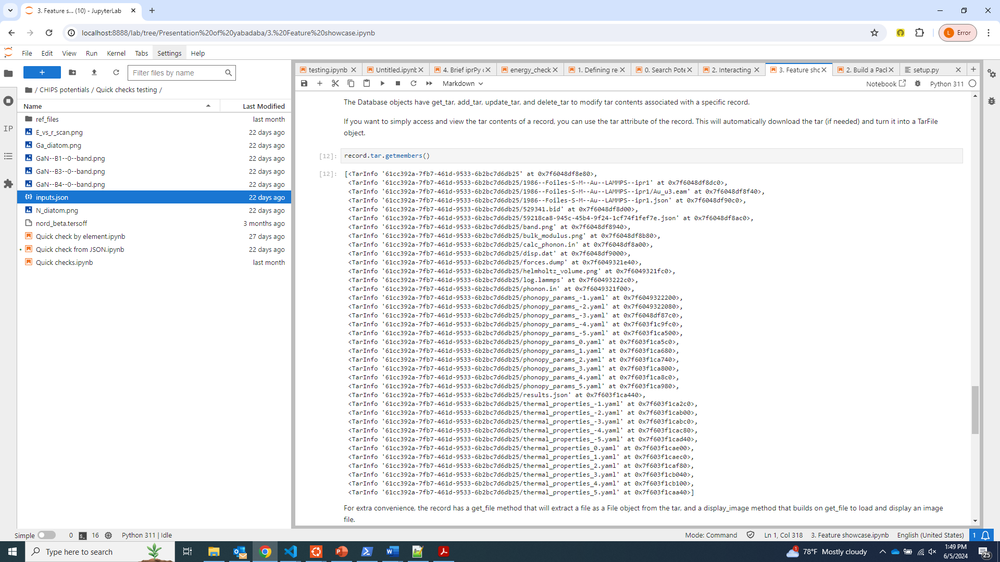 3. Feature s... (10) - JupyterLab
localhost:8888/lab/tree/Presentation%20of%20yabadaba/3.%20Feature%20showcase.ipynb
L Error
File Edit View Run Kernel Tabs Settings Help
+
Filter files by name
/ CHIPS potentials / Quick checks testing /
Name Last Modified
ref_files last month
E_vs_r_scan.png 22 days ago
Ga_diatom.png 22 days ago
GaN--B1--0--band.png 22 days ago
GaN--B3--0--band.png 22 days ago
GaN--B4--0--band.png 22 days ago
inputs.json 22 days ago
N_diatom.png 22 days ago
nord_beta.tersoff 3 months ago
Quick check by element.ipynb 27 days ago
Quick check from JSON.ipynb 22 days ago
Quick checks.ipynb last month
IP
testing.ipynb Untitled.ipynb 4. Brief iprPy energy_check 1. Defining re 0. Search Pote 2. Interacting 3. Feature sho 2. Build a Pack setup.py
Markdown Notebook Python 311
The Database objects have get_tar, add_tar, update_tar, and delete_tar to modify tar contents associated with a specific record.
If you want to simply access and view the tar contents of a record, you can use the tar attribute of the record. This will automatically download the tar (if needed) and turn it into a TarFile
object.
[12]: record.tar.getmembers()
[12]: [<TarInfo '61cc392a-7fb7-461d-9533-6b2bc7d6db25' at 0x7f6048df8e80>,
<TarInfo '61cc392a-7fb7-461d-9533-6b2bc7d6db25/1986--Foiles-S-M--Au--LAMMPS--ipr1' at 0x7f6048df8dc0>,
<TarInfo '61cc392a-7fb7-461d-9533-6b2bc7d6db25/1986--Foiles-S-M--Au--LAMMPS--ipr1/Au_u3.eam' at 0x7f6048df8f40>,
<TarInfo '61cc392a-7fb7-461d-9533-6b2bc7d6db25/1986--Foiles-S-M--Au--LAMMPS--ipr1.json' at 0x7f6048df90c0>,
<TarInfo '61cc392a-7fb7-461d-9533-6b2bc7d6db25/529341.bid' at 0x7f6048df8d00>,
<TarInfo '61cc392a-7fb7-461d-9533-6b2bc7d6db25/59218ca8-945c-45b4-9f24-1cf74f1fef7e.json' at 0x7f6048df8ac0>,
<TarInfo '61cc392a-7fb7-461d-9533-6b2bc7d6db25/band.png' at 0x7f6048df8940>,
<TarInfo '61cc392a-7fb7-461d-9533-6b2bc7d6db25/bulk_modulus.png' at 0x7f6048df8b80>,
<TarInfo '61cc392a-7fb7-461d-9533-6b2bc7d6db25/calc_phonon.in' at 0x7f6048df8a00>,
<TarInfo '61cc392a-7fb7-461d-9533-6b2bc7d6db25/disp.dat' at 0x7f6048df9000>,
<TarInfo '61cc392a-7fb7-461d-9533-6b2bc7d6db25/forces.dump' at 0x7f6049321e40>,
<TarInfo '61cc392a-7fb7-461d-9533-6b2bc7d6db25/helmholtz_volume.png' at 0x7f6049321fc0>,
<TarInfo '61cc392a-7fb7-461d-9533-6b2bc7d6db25/log.lammps' at 0x7f60493222c0>,
<TarInfo '61cc392a-7fb7-461d-9533-6b2bc7d6db25/phonon.in' at 0x7f6049321f00>,
<TarInfo '61cc392a-7fb7-461d-9533-6b2bc7d6db25/phonopy_params_-1.yaml' at 0x7f6049322200>,
<TarInfo '61cc392a-7fb7-461d-9533-6b2bc7d6db25/phonopy_params_-2.yaml' at 0x7f6049322080>,
<TarInfo '61cc392a-7fb7-461d-9533-6b2bc7d6db25/phonopy_params_-3.yaml' at 0x7f6048df87c0>,
<TarInfo '61cc392a-7fb7-461d-9533-6b2bc7d6db25/phonopy_params_-4.yaml' at 0x7f603f1c9fc0>,
<TarInfo '61cc392a-7fb7-461d-9533-6b2bc7d6db25/phonopy_params_-5.yaml' at 0x7f603f1ca500>,
<TarInfo '61cc392a-7fb7-461d-9533-6b2bc7d6db25/phonopy_params_0.yaml' at 0x7f603f1ca5c0>,
<TarInfo '61cc392a-7fb7-461d-9533-6b2bc7d6db25/phonopy_params_1.yaml' at 0x7f603f1ca680>,
<TarInfo '61cc392a-7fb7-461d-9533-6b2bc7d6db25/phonopy_params_2.yaml' at 0x7f603f1ca740>,
<TarInfo '61cc392a-7fb7-461d-9533-6b2bc7d6db25/phonopy_params_3.yaml' at 0x7f603f1ca800>,
<TarInfo '61cc392a-7fb7-461d-9533-6b2bc7d6db25/phonopy_params_4.yaml' at 0x7f603f1ca8c0>,
<TarInfo '61cc392a-7fb7-461d-9533-6b2bc7d6db25/phonopy_params_5.yaml' at 0x7f603f1ca980>,
<TarInfo '61cc392a-7fb7-461d-9533-6b2bc7d6db25/results.json' at 0x7f603f1ca440>,
<TarInfo '61cc392a-7fb7-461d-9533-6b2bc7d6db25/thermal_properties_-1.yaml' at 0x7f603f1ca2c0>,
<TarInfo '61cc392a-7fb7-461d-9533-6b2bc7d6db25/thermal_properties_-2.yaml' at 0x7f603f1cab00>,
<TarInfo '61cc392a-7fb7-461d-9533-6b2bc7d6db25/thermal_properties_-3.yaml' at 0x7f603f1cabc0>,
<TarInfo '61cc392a-7fb7-461d-9533-6b2bc7d6db25/thermal_properties_-4.yaml' at 0x7f603f1cac80>,
<TarInfo '61cc392a-7fb7-461d-9533-6b2bc7d6db25/thermal_properties_-5.yaml' at 0x7f603f1cad40>,
<TarInfo '61cc392a-7fb7-461d-9533-6b2bc7d6db25/thermal_properties_0.yaml' at 0x7f603f1cae00>,
<TarInfo '61cc392a-7fb7-461d-9533-6b2bc7d6db25/thermal_properties_1.yaml' at 0x7f603f1caec0>,
<TarInfo '61cc392a-7fb7-461d-9533-6b2bc7d6db25/thermal_properties_2.yaml' at 0x7f603f1caf80>,
<TarInfo '61cc392a-7fb7-461d-9533-6b2bc7d6db25/thermal_properties_3.yaml' at 0x7f603f1cb040>,
<TarInfo '61cc392a-7fb7-461d-9533-6b2bc7d6db25/thermal_properties_4.yaml' at 0x7f603f1cb100>,
<TarInfo '61cc392a-7fb7-461d-9533-6b2bc7d6db25/thermal_properties_5.yaml' at 0x7f603f1caa40>]
For extra convenience, the record has a get_file method that will extract a file as a File object from the tar, and a display_image method that builds on get_file to load and display an image
file.
Simple 0 16 Python 311 | Idle Mode: Command Ln 1, Col 318 3. Feature showcase.ipynb English (United States) 1
Type here to search
1 78°F Mostly cloudy
1:49 PM
6/5/2024
25